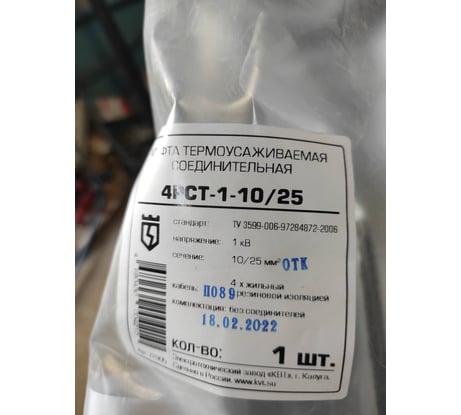 ФТА ТЕРМОУСАЖИВАЕМАЯ
СОЕДИНИТЕЛЬНАЯ
4РСТ-1-10/25
стандарт: TV 3599-006-97284872-2006
напряжение: 1 кВ
сечение: 10/25 мм² ОТК
кабель: 4 х жильный
П089 резиновой изоляцией
комплектация: без соединителей
18.02.2022
КОЛ-ВО: 1 ШТ.
Электротехнический завод «КВТ», г. Калуга.
Сделано в России. www.kvt.su